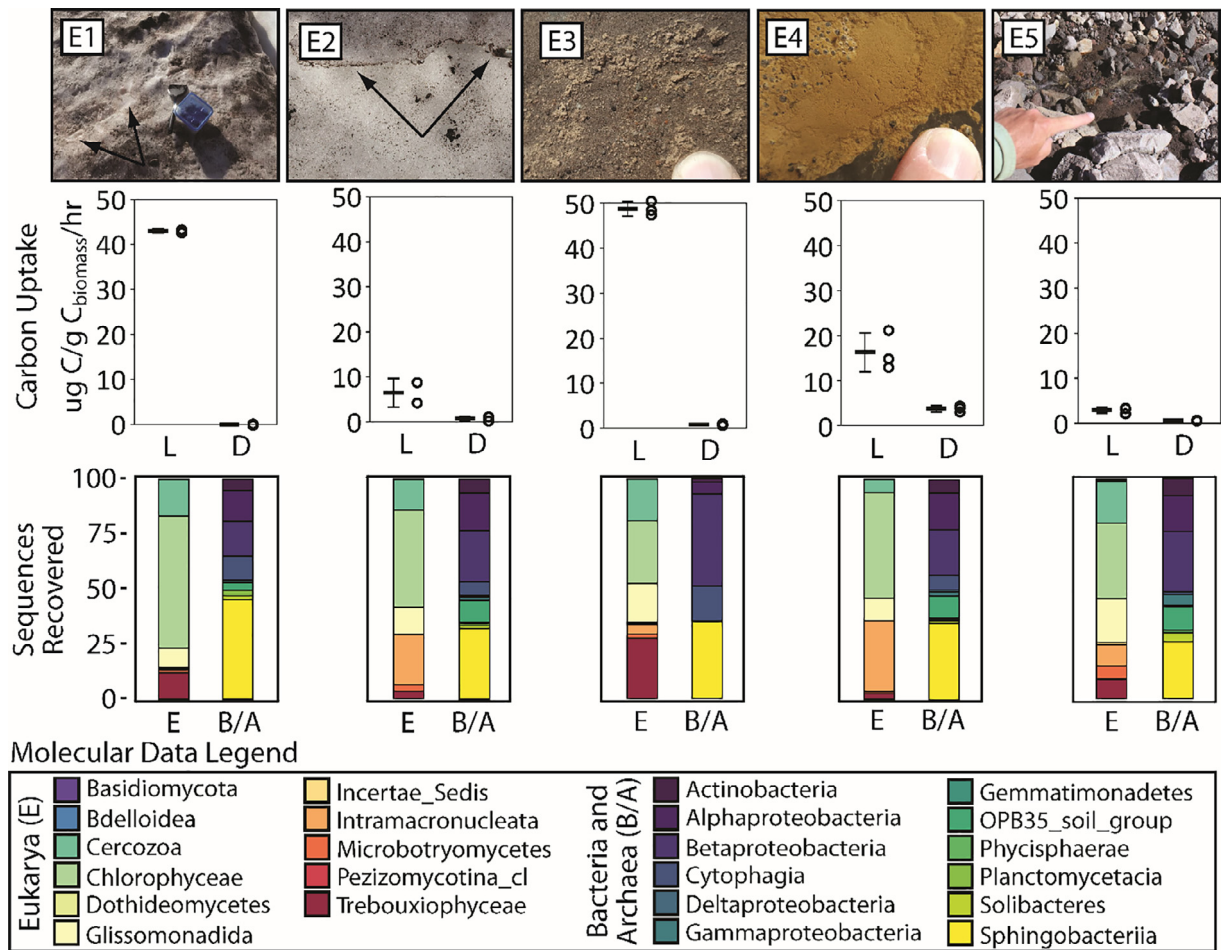 E1 E2 E3 E4 E5
Carbon Uptake
ug C/g C biomass/hr
50 50 50 50 50
40 40 40 40 40
30 30 30 30 30
20 20 20 20 20
10 10 10 10 10
0 0 0 0 0
L D L D L D L D L D
Sequences
Recovered
100-
75-
50-
25-
0-
E B/A E B/A E B/A E B/A E B/A
Molecular Data Legend
Eukarya (E)
Basidiomycota
Bdelloidea
Cercozoa
Chlorophyceae
Dothideomycetes
Glissomonadida
Incertae_Sedis
Intramacronucleata
Microbotryomycetes
Pezizomycotina_cl
Trebouxiophyceae
Bacteria and
Archaea (B/A)
Actinobacteria
Alphaproteobacteria
Betaproteobacteria
Cytophagia
Deltaproteobacteria
Gammaproteobacteria
Gemmatimonadetes
OPB35_soil_group
Phycisphaerae
Planctomycetacia
Solibacteres
Sphingobacteriia